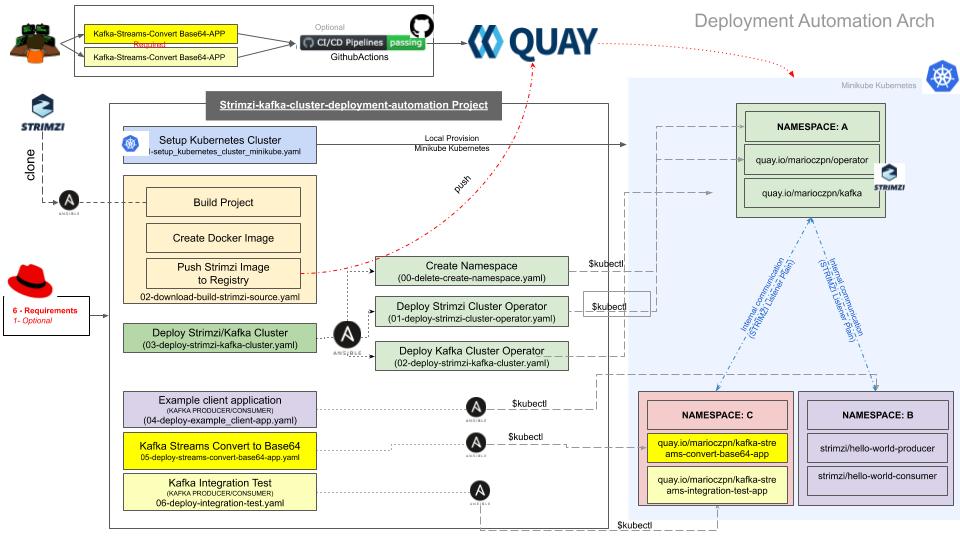 Deployment Automation Arch
Kafka-Streams-Convert Base64-APP
Required
Kafka-Streams-Convert Base64-APP
Optional
CI/CD Pipelines passing
GithubActions
QUAY
Minikube Kubernetes
STRIMZI
clone
ANSIBLE
6 - Requirements
1- Optional
Strimzi-kafka-cluster-deployment-automation Project
Setup Kubernetes Cluster
-setup_kubernetes_cluster_minikube.yaml
Local Provision
Minikube Kubernetes
Build Project
Create Docker Image
Push Strimzi Image
to Registry
02-download-build-strimzi-source.yaml
push
Deploy Strimzi/Kafka Cluster
(03-deploy-strimzi-kafka-cluster.yaml)
ANSIBLE
Create Namespace
(00-delete-create-namespace.yaml)
$kubectl
Deploy Strimzi Cluster Operator
(01-deploy-strimzi-cluster-operator.yaml)
$kubectl
Deploy Kafka Cluster Operator
(02-deploy-strimzi-kafka-cluster.yaml)
Example client application
(KAFKA PRODUCER/CONSUMER)
(04-deploy-example_client-app.yaml)
ANSIBLE
$kubectl
Kafka Streams Convert to Base64
05-deploy-streams-convert-base64-app.yaml
ANSIBLE
$kubectl
Kafka Integration Test
(KAFKA PRODUCER/CONSUMER)
06-deploy-integration-test.yaml
ANSIBLE
$kubectl
NAMESPACE: A
quay.io/marioczpn/operator
quay.io/marioczpn/kafka
STRIMZI
Internal communication
(STRIMZI Listener Plain)
Internal communication
(STRIMZI Listener Plain)
NAMESPACE: C
quay.io/marioczpn/kafka-stre
ams-convert-base64-app
quay.io/marioczpn/kafka-stre
ams-integration-test-app
NAMESPACE: B
strimzi/hello-world-producer
strimzi/hello-world-consumer